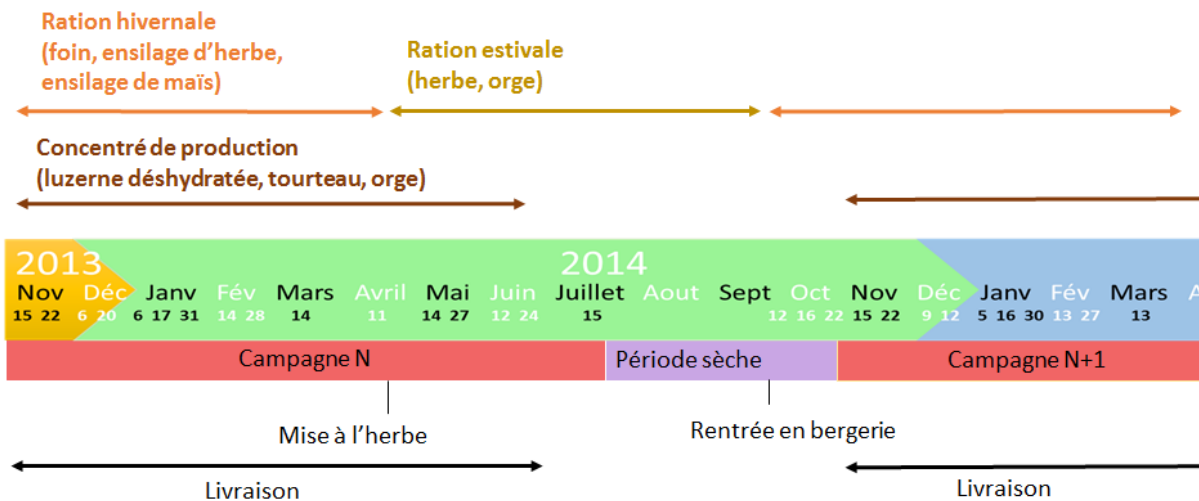 Ration hivernale
(foin, ensilage d'herbe,
ensilage de maïs)
Ration estivale
(herbe, orge)
Concentré de production
(luzerne déshydratée, tourteau, orge)
2013
2014
Nov Déc Janv Fév Mars Avril Mai Juin Juillet Aout Sept Oct Nov Déc Janv Fév Mars A
15 22 6 20 6 17 31 14 28 14 11 14 27 12 24 15 12 16 22 15 22 9 12 5 16 30 13 27 13
Campagne N
Période sèche
Campagne N+1
Mise à l'herbe
Rentrée en bergerie
Livraison
Livraison